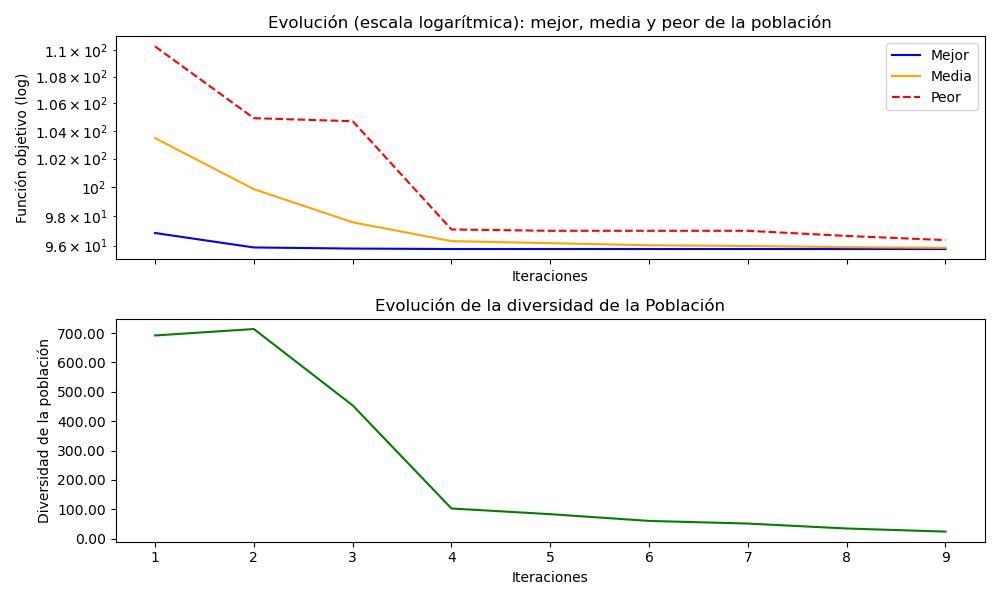 Evolución (escala logarítmica): mejor, media y peor de la población
Función objetivo (log)
1.1 × 10²
1.08 × 10²
1.06 × 10²
1.04 × 10²
1.02 × 10²
10²
9.8 × 10¹
9.6 × 10¹
Mejor
Media
Peor
Iteraciones
Evolución de la diversidad de la Población
Diversidad de la población
700.00
600.00
500.00
400.00
300.00
200.00
100.00
0.00
1 2 3 4 5 6 7 8 9
Iteraciones